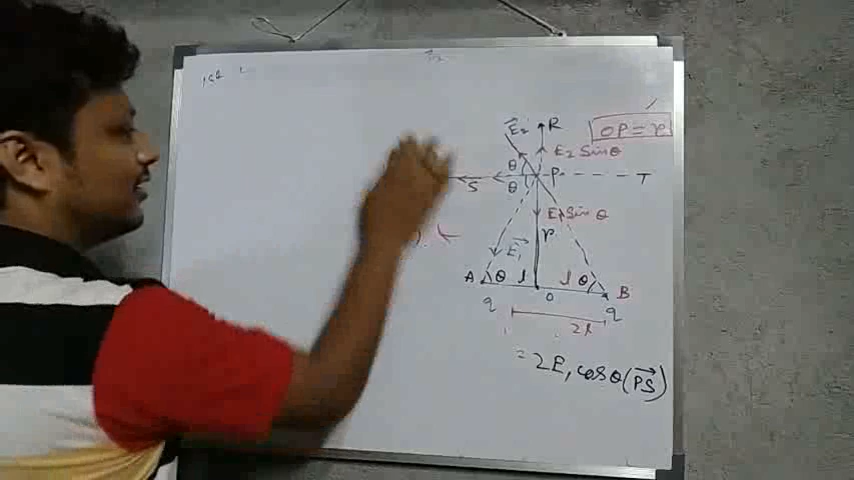 E₂
R
OP = r
E₂ Sinθ
θ
S
θ
P
T
E₁ Sinθ
E₁
r
A
θ
l
l
θ
B
O
q
q
2l
= 2E₁ cosθ (PS)